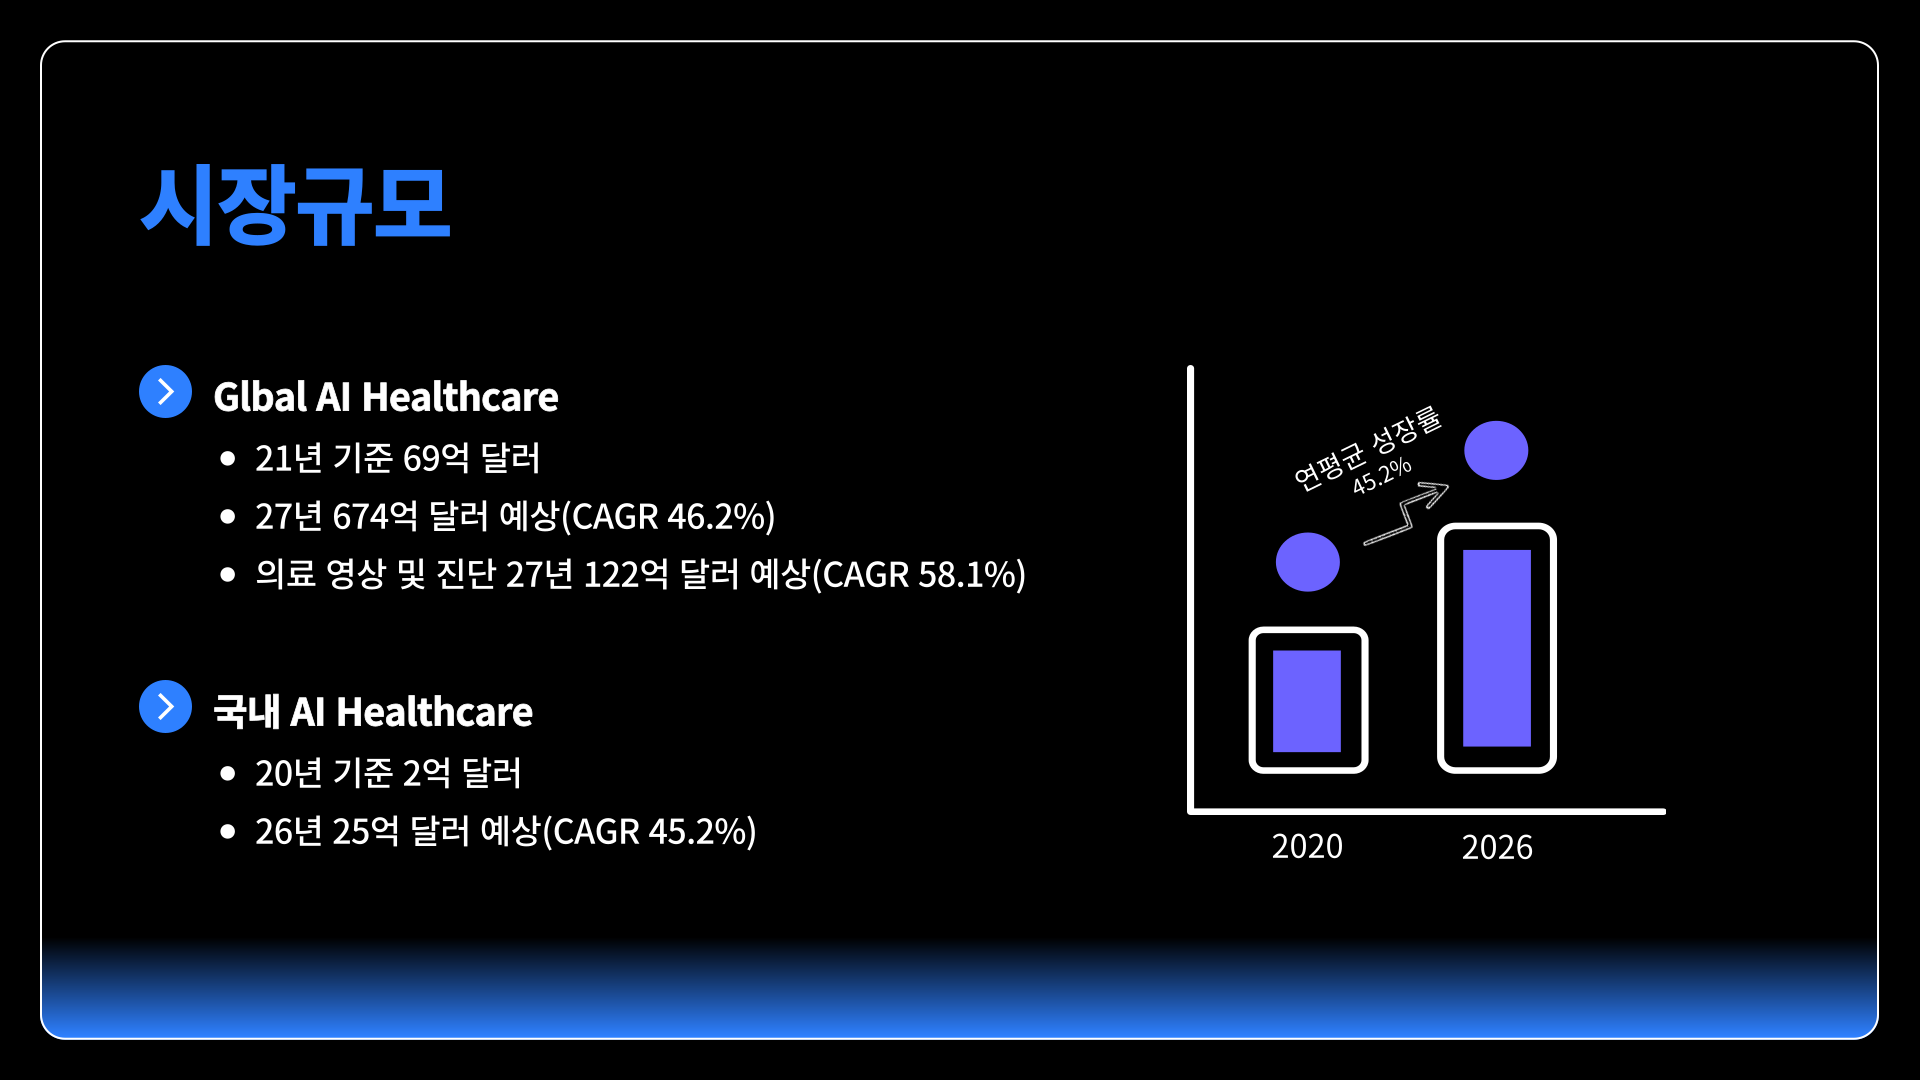 시장규모
Glbal AI Healthcare
21년 기준 69억 달러
27년 674억 달러 예상(CAGR 46.2%)
의료 영상 및 진단 27년 122억 달러 예상(CAGR 58.1%)
국내 AI Healthcare
20년 기준 2억 달러
26년 25억 달러 예상(CAGR 45.2%)
연평균 성장률
45.2%
2020
2026